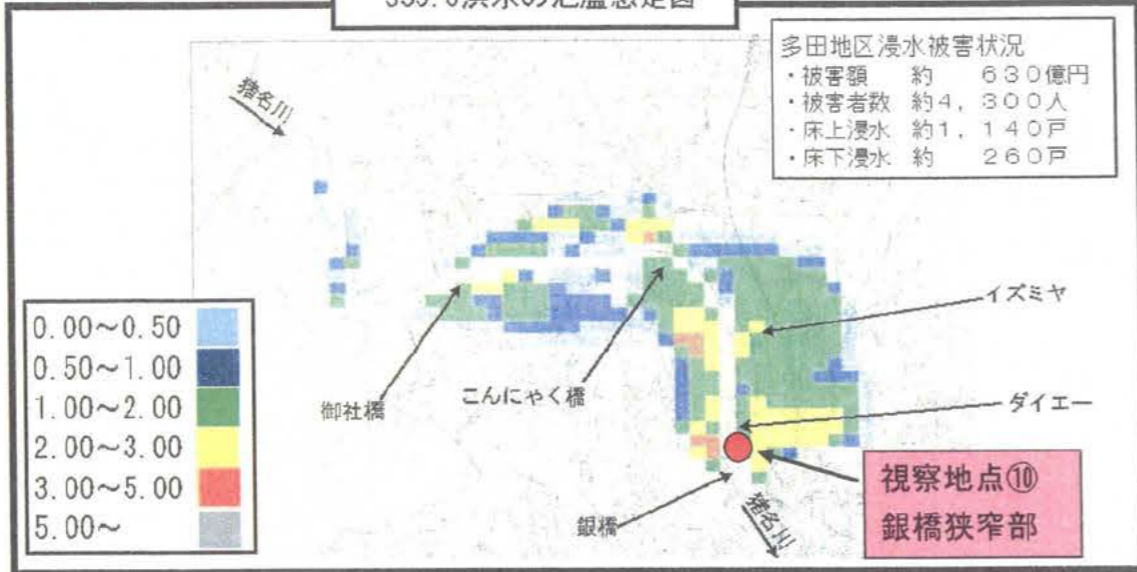 多田地区浸水被害状況
・被害額 約 630億円
・被害者数 約4,300人
・床上浸水 約1,140戸
・床下浸水 約 260戸
猪名川
0.00～0.50
0.50～1.00
1.00～2.00
2.00～3.00
3.00～5.00
5.00～
イズミヤ
御社橋
こんにゃく橋
ダイエー
視察地点⑩
銀橋狭窄部
銀橋
猪名川